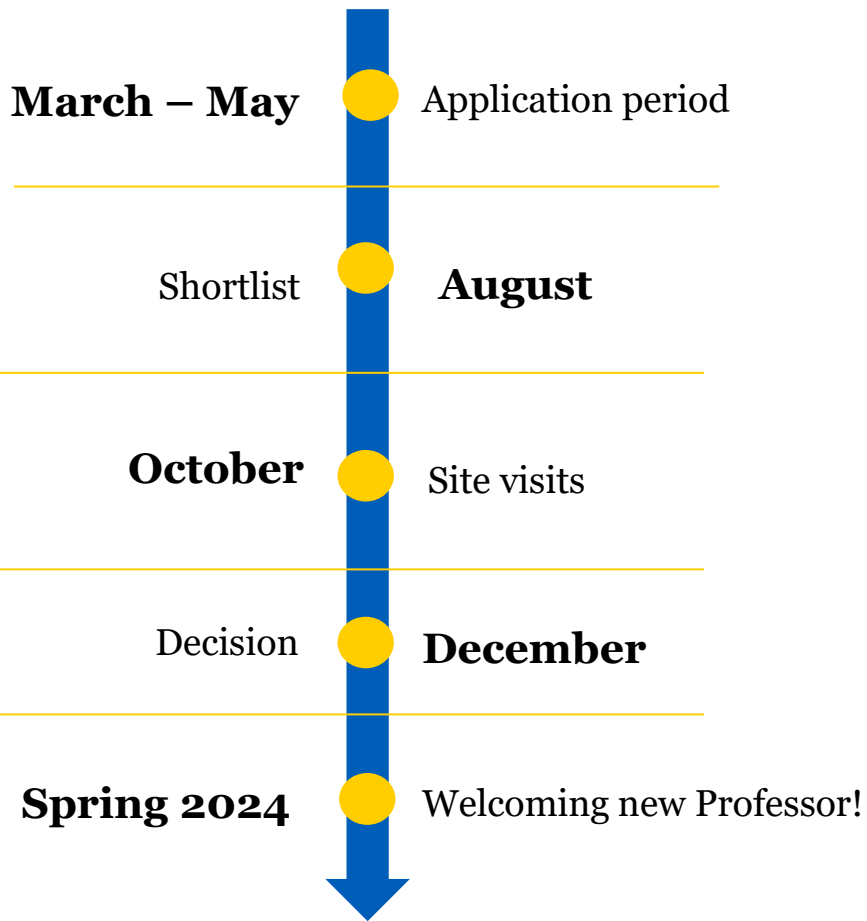 March – May
Application period
Shortlist
August
October
Site visits
Decision
December
Spring 2024
Welcoming new Professor!